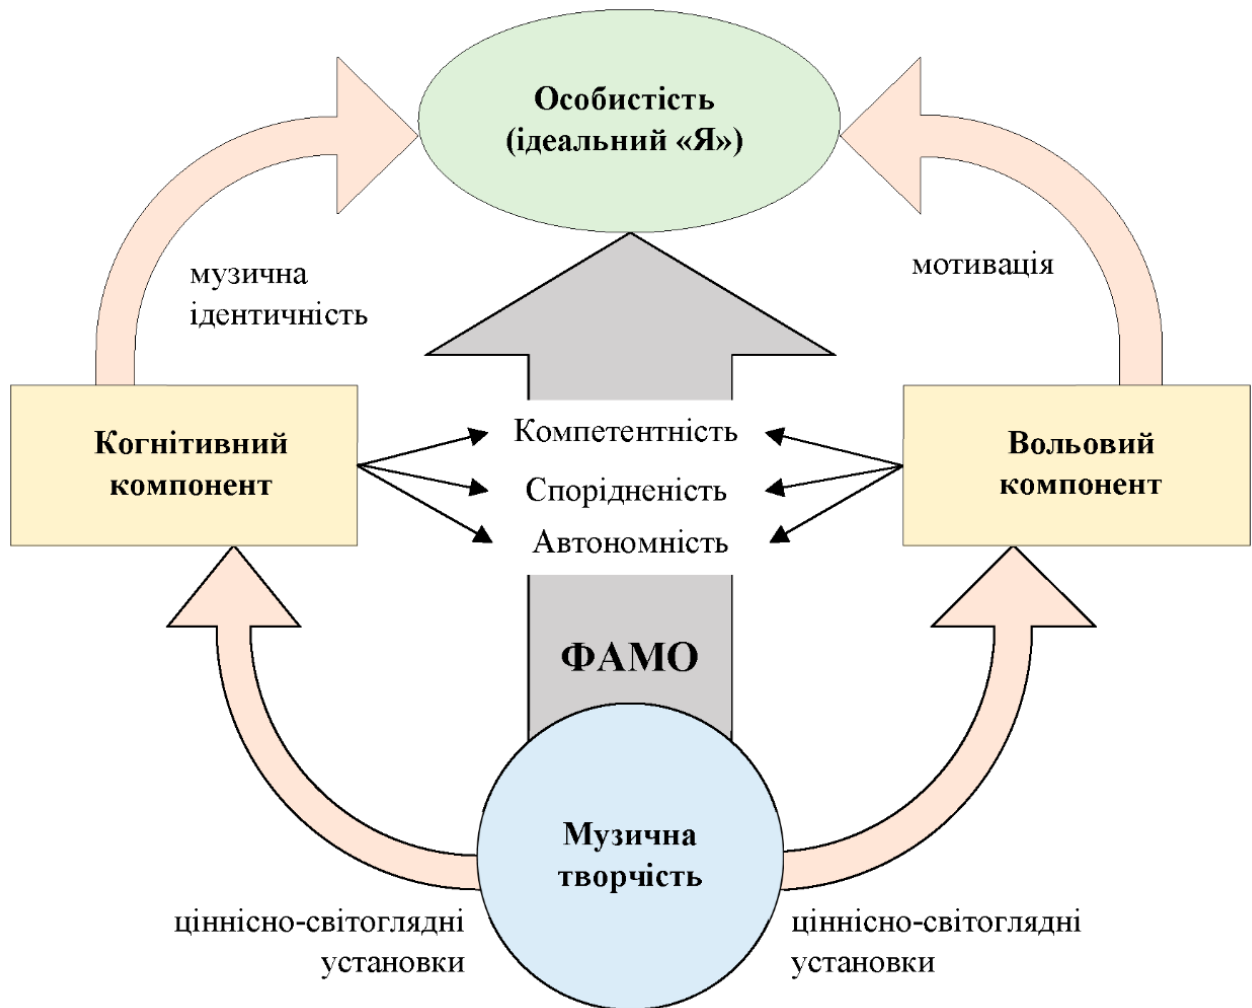 Особистість
(ідеальний «Я»)
музична
ідентичність
мотивація
Когнітивний
компонент
Компетентність
Спорідненість
Автономність
Вольовий
компонент
ФАМО
Музична
творчість
ціннісно-світоглядні
установки
ціннісно-світоглядні
установки